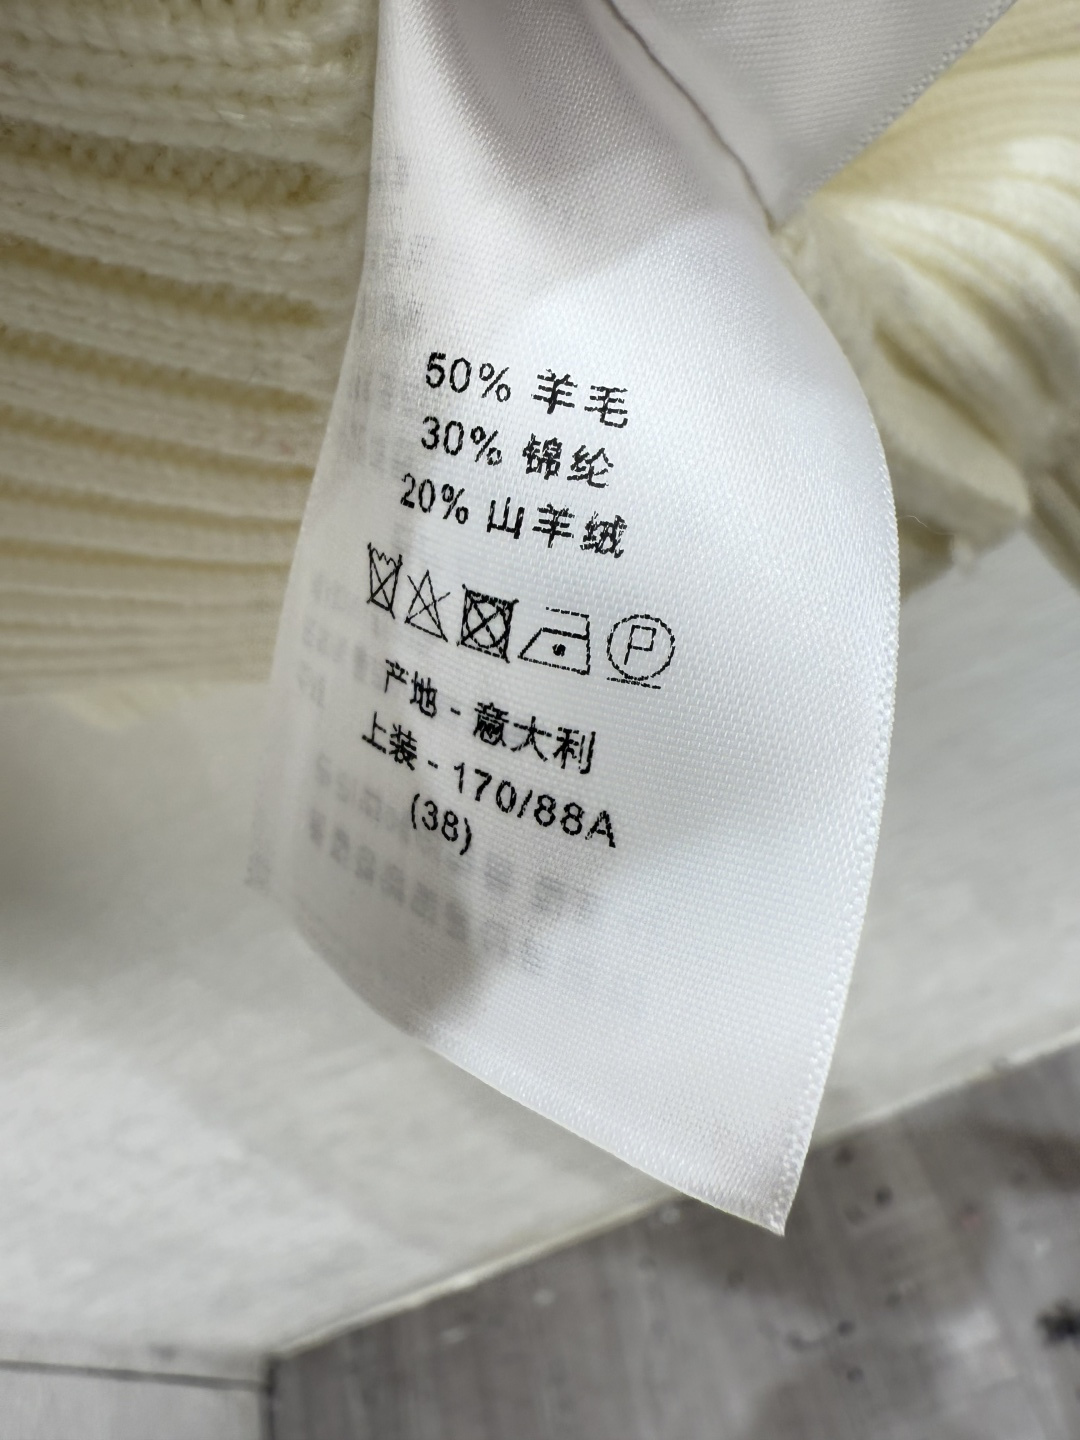 50% 羊毛
30% 锦纶
20% 山羊绒
P
产地 - 意大利
上装 - 170/88A
(38)